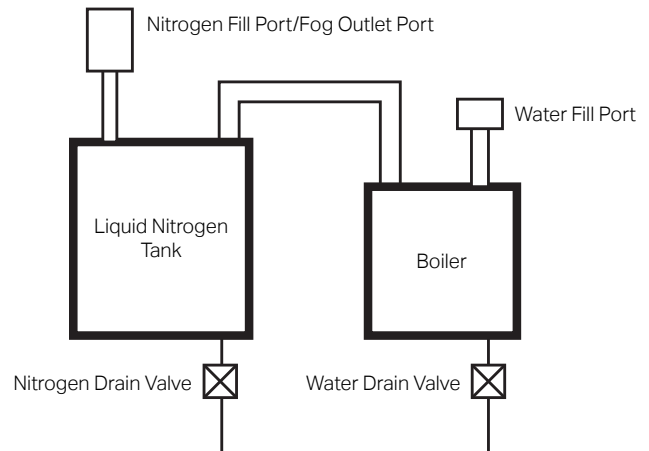 Nitrogen Fill Port/Fog Outlet Port
Water Fill Port
Liquid Nitrogen
Tank
Boiler
Nitrogen Drain Valve
Water Drain Valve